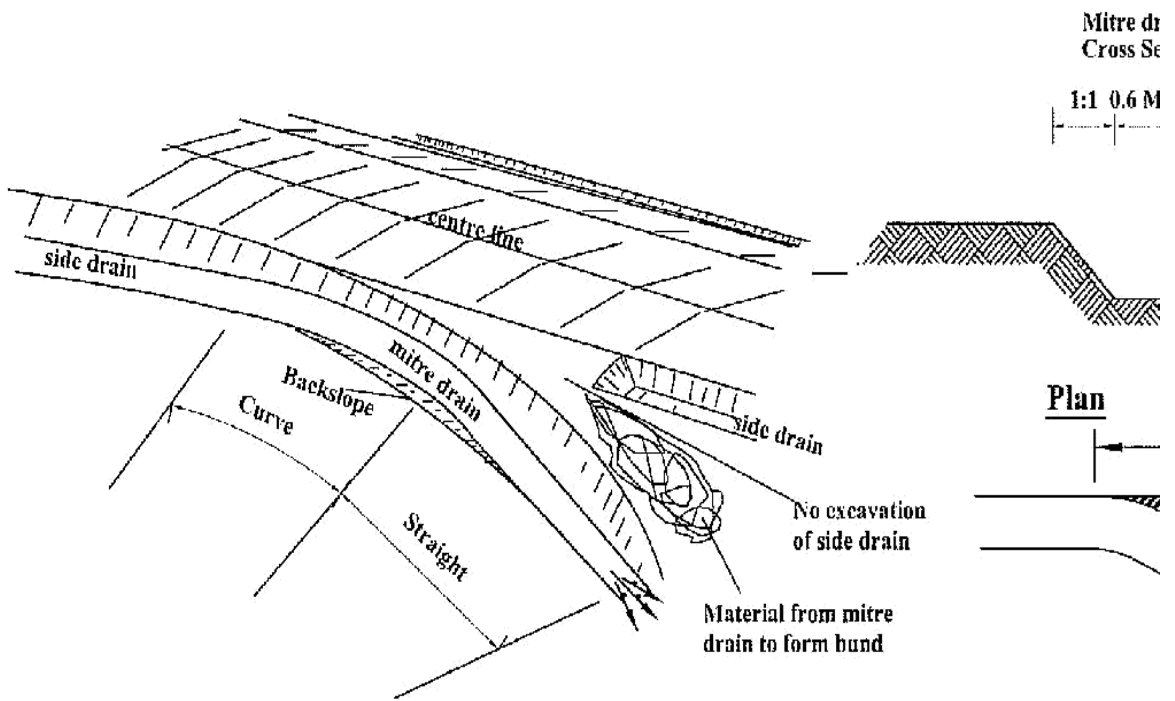 Mitre dr
Cross Se
1:1 0.6 M
centre line
side drain
mitre drain
Backslope
Curve
side drain
Plan
Straight
No excavation
of side drain
Material from mitre
drain to form bund